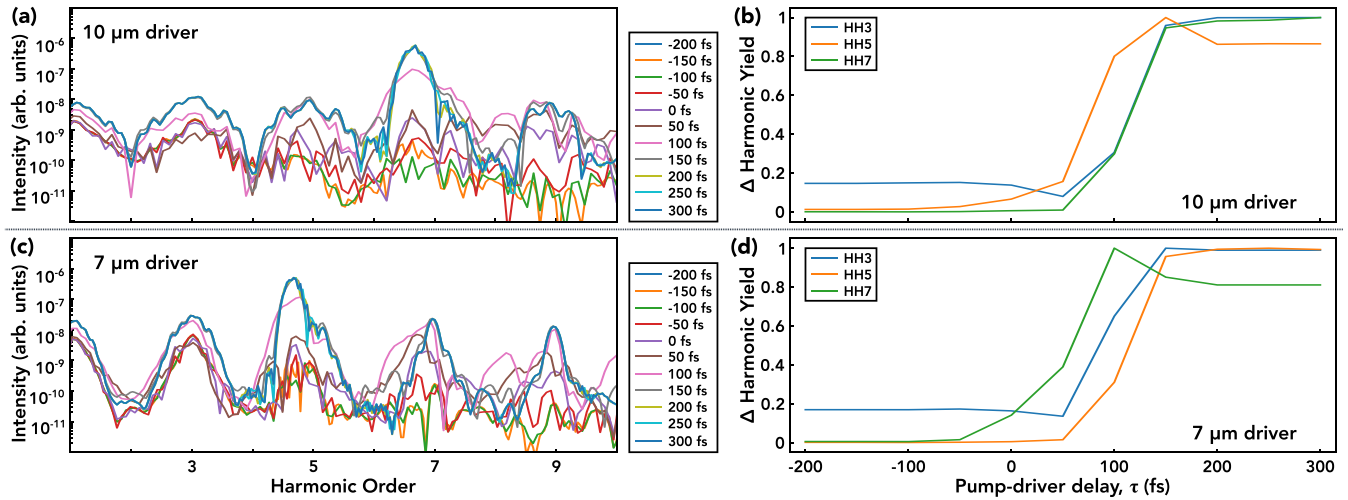 (a)
10 µm driver
Intensity (arb. units)
10⁻⁶
10⁻⁷
10⁻⁸
10⁻⁹
10⁻¹⁰
10⁻¹¹
-200 fs
-150 fs
-100 fs
-50 fs
0 fs
50 fs
100 fs
150 fs
200 fs
250 fs
300 fs
(b)
Δ Harmonic Yield
1
0.8
0.6
0.4
0.2
0
HH3
HH5
HH7
10 µm driver
(c)
7 µm driver
Intensity (arb. units)
10⁻⁶
10⁻⁷
10⁻⁸
10⁻⁹
10⁻¹⁰
10⁻¹¹
3 5 7 9
Harmonic Order
-200 fs
-150 fs
-100 fs
-50 fs
0 fs
50 fs
100 fs
150 fs
200 fs
250 fs
300 fs
(d)
Δ Harmonic Yield
1
0.8
0.6
0.4
0.2
0
HH3
HH5
HH7
7 µm driver
-200 -100 0 100 200 300
Pump-driver delay, τ (fs)